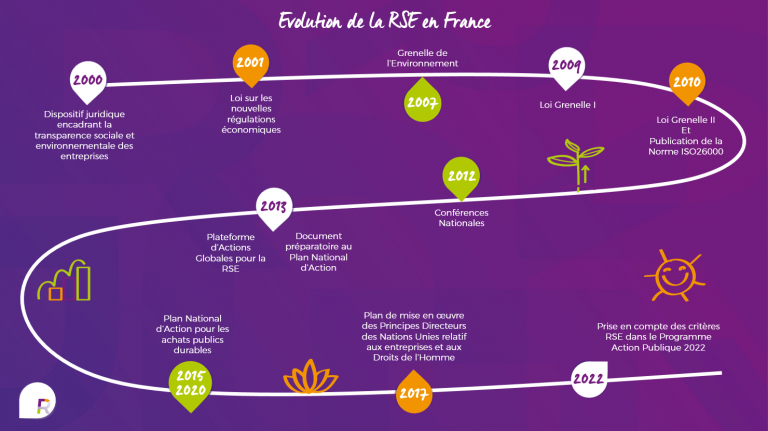 Evolution de la RSE en France
2000
Dispositif juridique
encadrant la
transparence sociale et
environnementale des
entreprises
2001
Loi sur les
nouvelles
régulations
économiques
Grenelle de
l'Environnement
2007
2009
Loi Grenelle I
2010
Loi Grenelle II
Et
Publication de la
Norme ISO26000
2012
Conférences
Nationales
2013
Plateforme
d'Actions
Globales pour la
RSE
Document
préparatoire au
Plan National
d'Action
Plan National
d'Action pour les
achats publics
durables
2015
2020
Plan de mise en œuvre
des Principes Directeurs
des Nations Unies relatif
aux entreprises et aux
Droits de l'Homme
2017
Prise en compte des critères
RSE dans le Programme
Action Publique 2022
2022
R